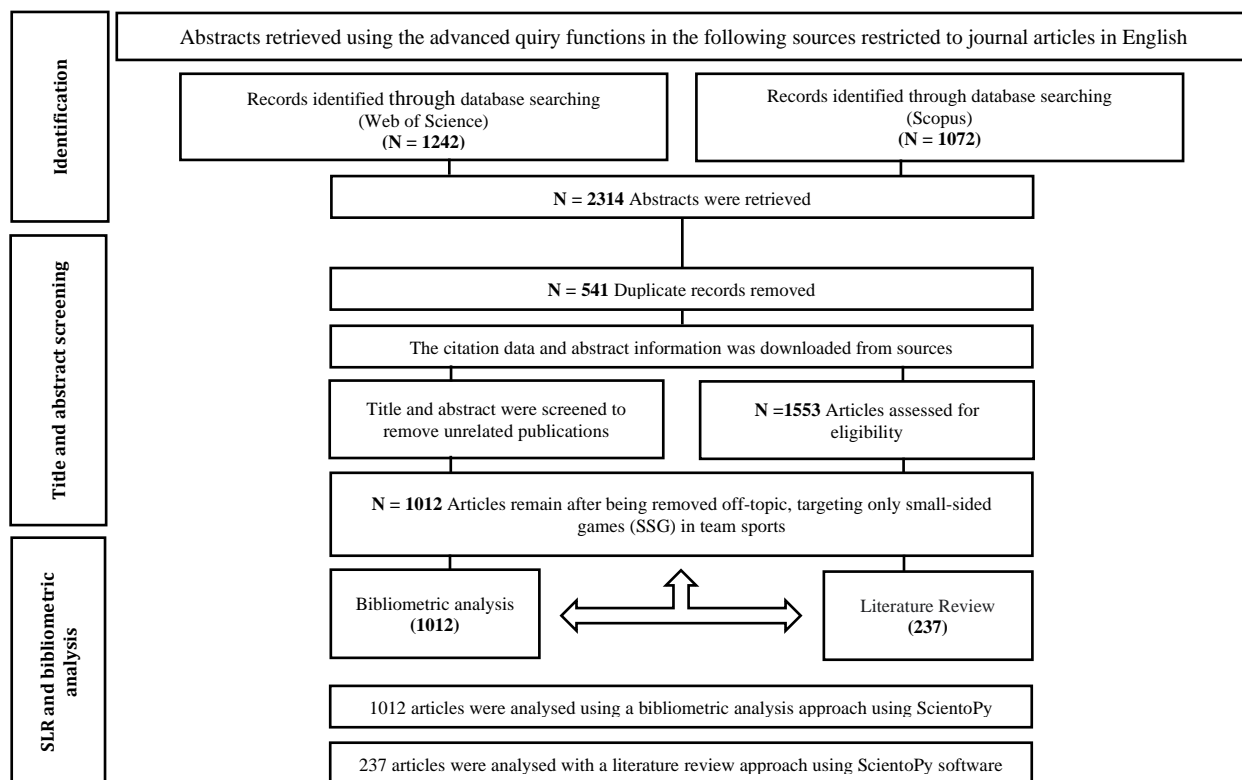 Identification
Abstracts retrieved using the advanced quiry functions in the following sources restricted to journal articles in English
Records identified through database searching
(Web of Science)
(N = 1242)
Records identified through database searching
(Scopus)
(N = 1072)
N = 2314 Abstracts were retrieved
Title and abstract screening
N = 541 Duplicate records removed
The citation data and abstract information was downloaded from sources
Title and abstract were screened to
remove unrelated publications
N =1553 Articles assessed for
eligibility
N = 1012 Articles remain after being removed off-topic, targeting only small-sided
games (SSG) in team sports
SLR and bibliometric
analysis
Bibliometric analysis
(1012)
Literature Review
(237)
1012 articles were analysed using a bibliometric analysis approach using ScientoPy
237 articles were analysed with a literature review approach using ScientoPy software